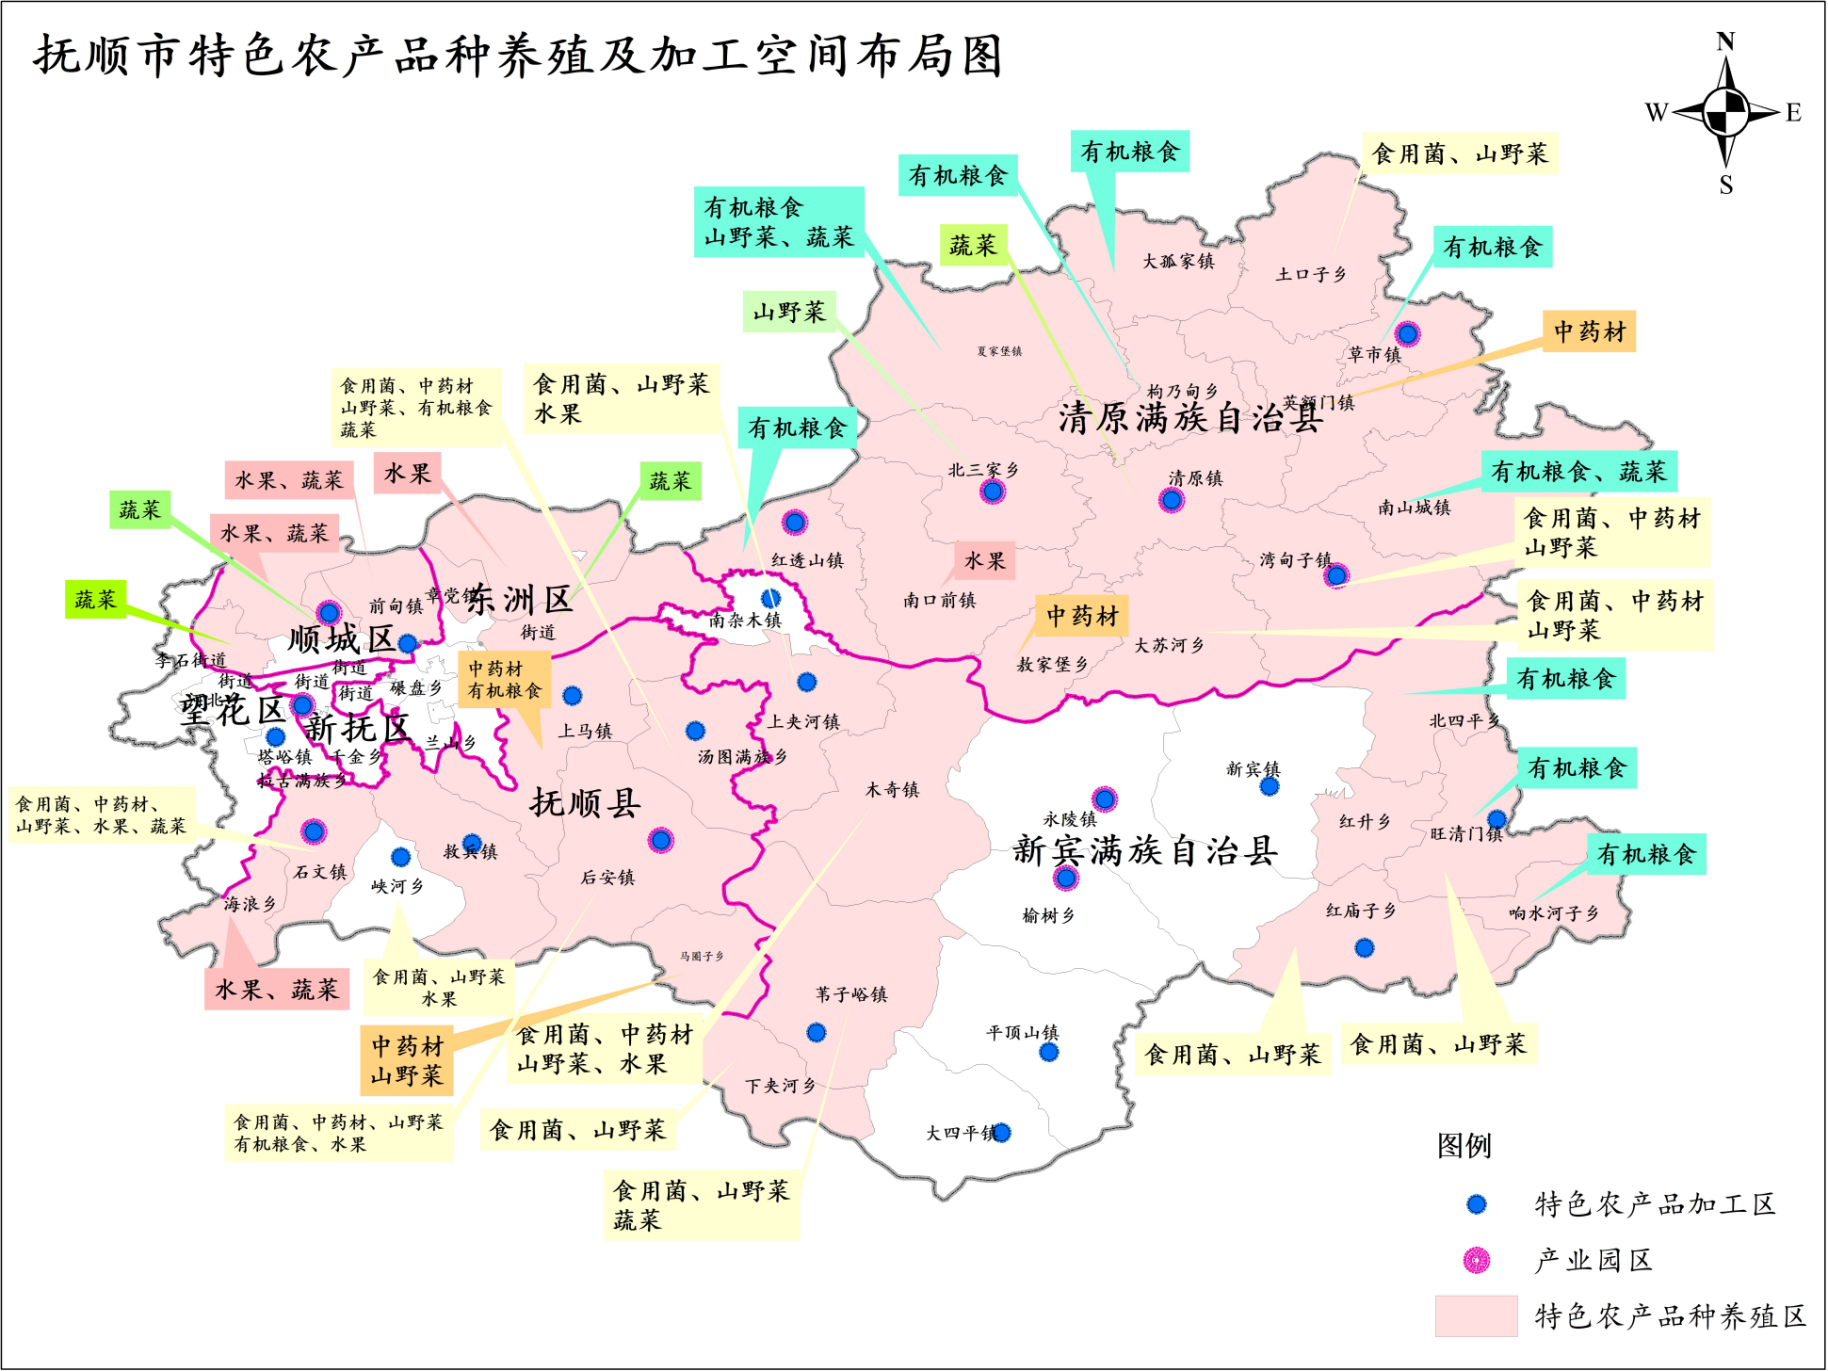 抚顺市特色农产品种养殖及加工空间布局图
N
W
E
S
有机粮食
食用菌、山野菜
有机粮食
有机粮食
山野菜、蔬菜
蔬菜
有机粮食
大孤家镇
土口子乡
山野菜
中药材
夏家堡镇
草市镇
食用菌、中药材
山野菜、有机粮食
蔬菜
食用菌、山野菜
水果
枸乃甸乡
英额门镇
清原满族自治县
有机粮食
水果、蔬菜
水果
蔬菜
北三家乡
清原镇
有机粮食、蔬菜
蔬菜
水果、蔬菜
南山城镇
食用菌、中药材
山野菜
红透山镇
水果
湾甸子镇
蔬菜
前甸镇
章党镇
东洲区
南口前镇
食用菌、中药材
山野菜
中药材
南杂木镇
街道
顺城区
大苏河乡
李石街道
街道
中药材
有机粮食
敖家堡乡
有机粮食
街道
街道
街道
碾盘乡
望花区
新抚区
上马镇
上夹河镇
北四平乡
兰山乡
塔峪镇
千金乡
汤图满族乡
拉古满族乡
有机粮食
新宾镇
木奇镇
食用菌、中药材、
山野菜、水果、蔬菜
抚顺县
永陵镇
红升乡
旺清门镇
新宾满族自治县
救兵镇
有机粮食
石文镇
峡河乡
后安镇
海浪乡
榆树乡
红庙子乡
响水河子乡
马圈子乡
水果、蔬菜
食用菌、山野菜
水果
苇子峪镇
中药材
山野菜
食用菌、中药材
山野菜、水果
平顶山镇
食用菌、山野菜
食用菌、山野菜
下夹河乡
食用菌、中药材、山野菜
有机粮食、水果
食用菌、山野菜
大四平镇
食用菌、山野菜
蔬菜
图例
特色农产品加工区
产业园区
特色农产品种养殖区